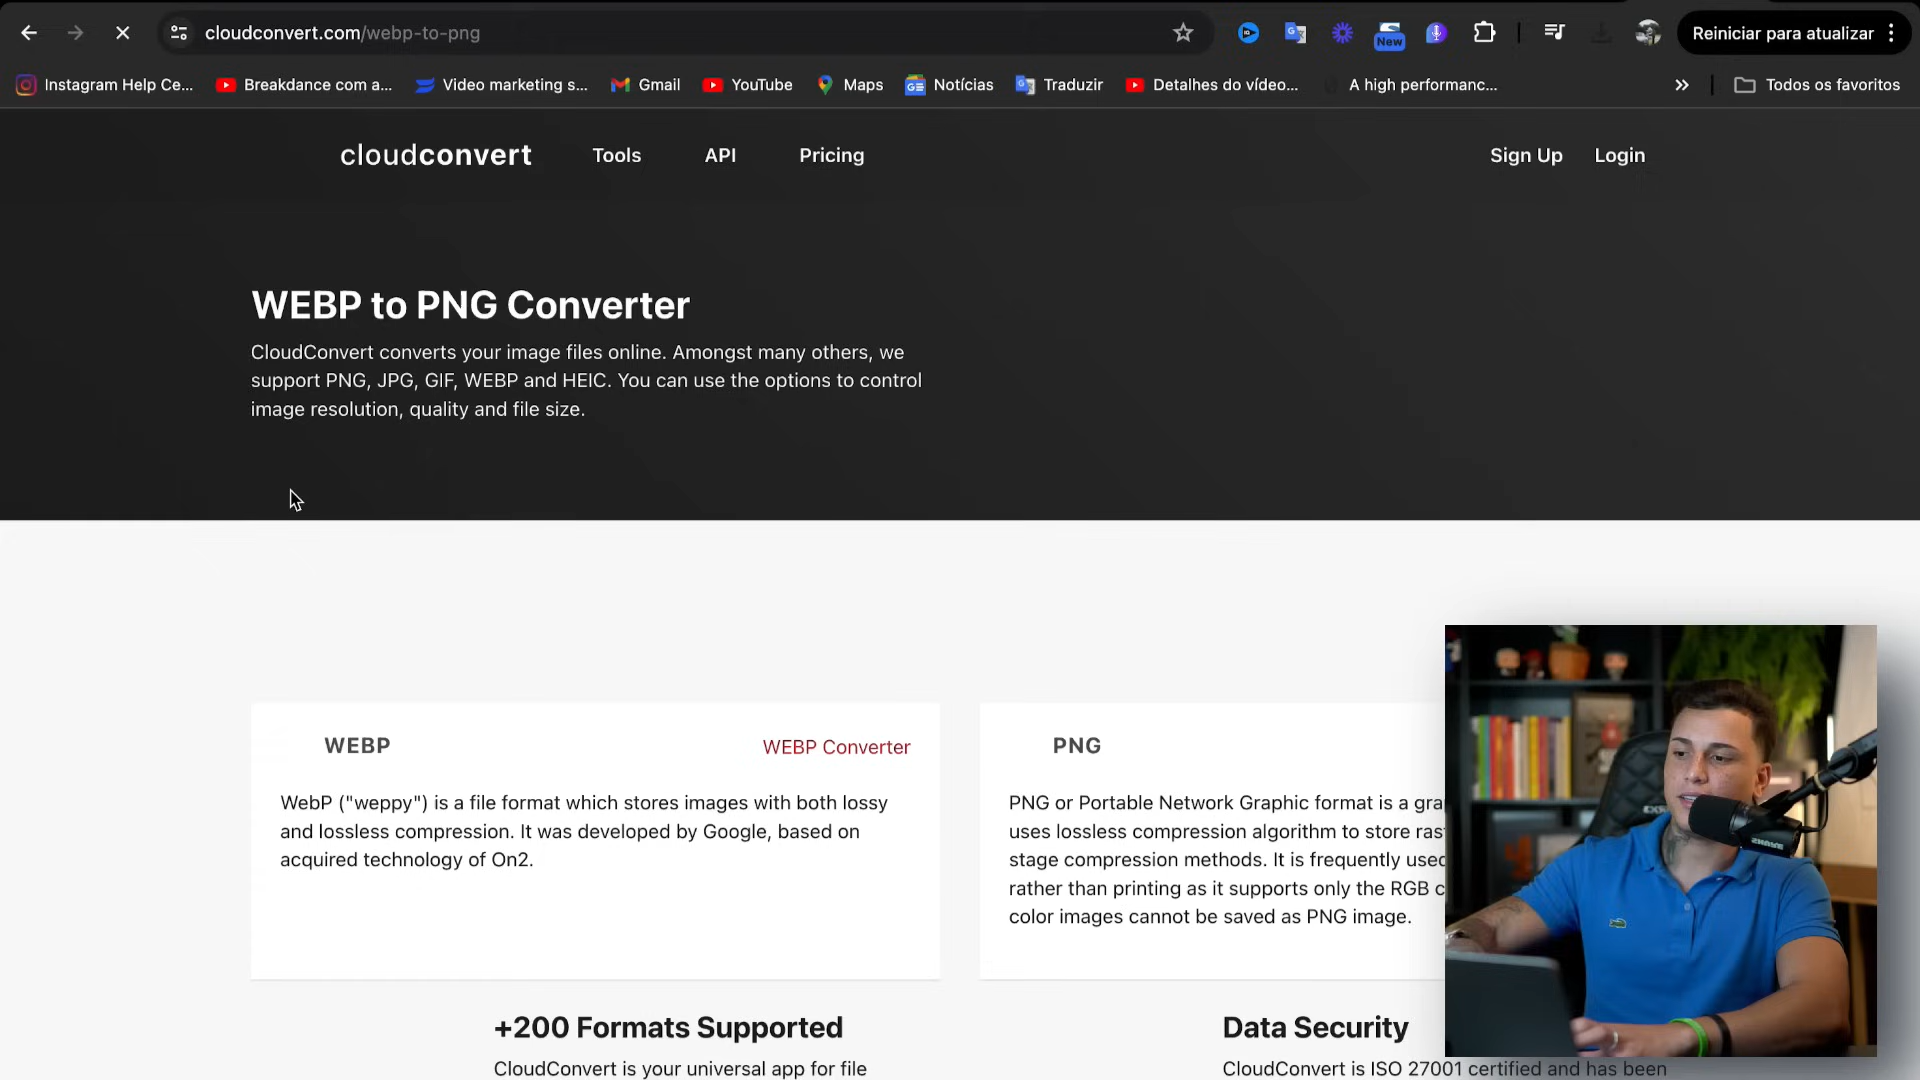 cloudconvert.com/webp-to-png
New
Reiniciar para atualizar
Instagram Help Ce...
Breakdance com a...
Video marketing s...
Gmail
YouTube
Maps
Notícias
Traduzir
Detalhes do vídeo...
A high performanc...
Todos os favoritos
cloudconvert
Tools
API
Pricing
Sign Up
Login
WEBP to PNG Converter
CloudConvert converts your image files online. Amongst many others, we
support PNG, JPG, GIF, WEBP and HEIC. You can use the options to control
image resolution, quality and file size.
WEBP
WEBP Converter
WebP ("weppy") is a file format which stores images with both lossy
and lossless compression. It was developed by Google, based on
acquired technology of On2.
PNG
PNG or Portable Network Graphic format is a gra
uses lossless compression algorithm to store ras
stage compression methods. It is frequently used
rather than printing as it supports only the RGB c
color images cannot be saved as PNG image.
+200 Formats Supported
CloudConvert is your universal app for file
Data Security
CloudConvert is ISO 27001 certified and has been